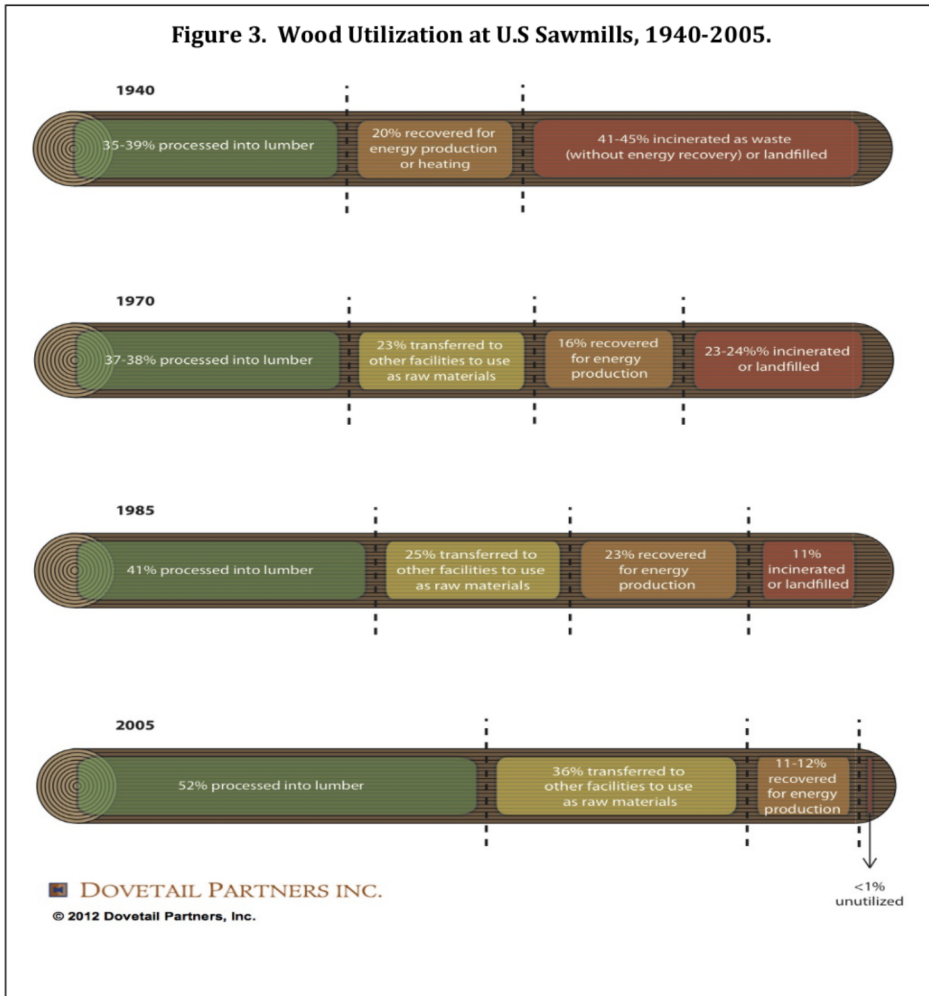 Figure 3.  Wood Utilization at U.S Sawmills, 1940-2005.
1940
35-39% processed into lumber
20% recovered for
energy production
or heating
41-45% incinerated as waste
(without energy recovery) or landfilled
1970
37-38% processed into lumber
23% transferred to
other facilities to use
as raw materials
16% recovered
for energy
production
23-24%% incinerated
or landfilled
1985
41% processed into lumber
25% transferred to
other facilities to use
as raw materials
23% recovered
for energy
production
11%
incinerated
or landfilled
2005
52% processed into lumber
36% transferred to
other facilities to use
as raw materials
11-12%
recovered
for energy
production
<1%
unutilized
DOVETAIL PARTNERS INC.
© 2012 Dovetail Partners, Inc.